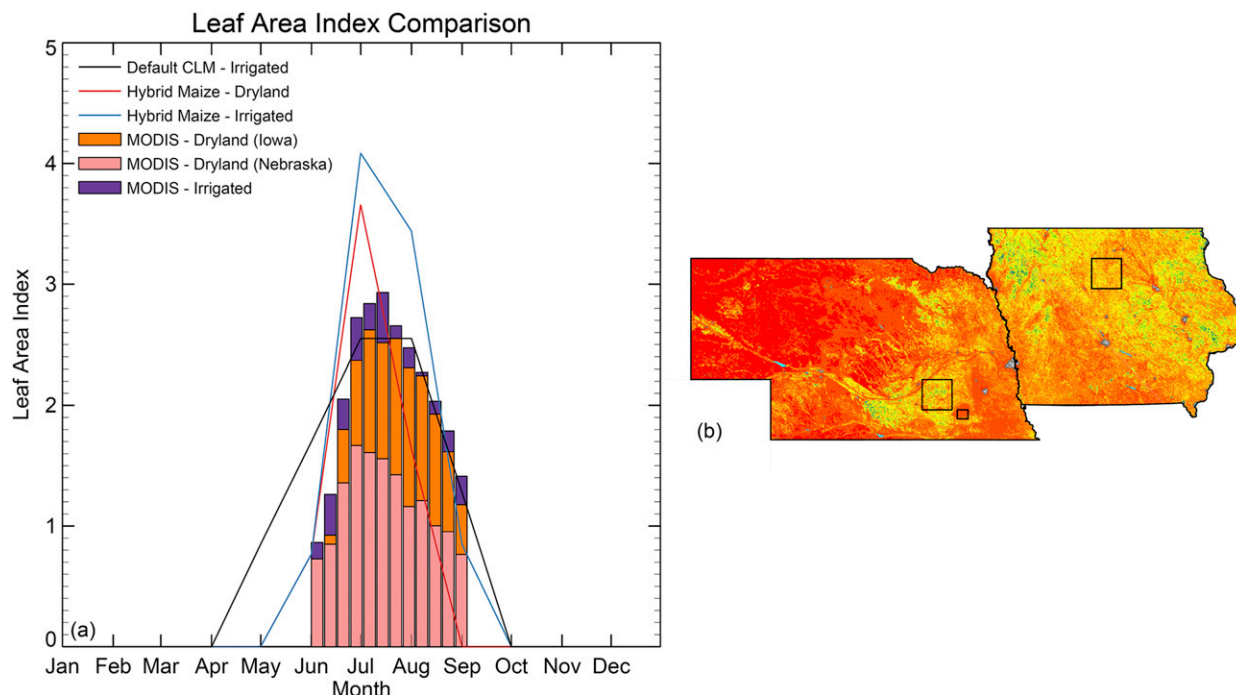 Leaf Area Index Comparison
5
4
3
2
1
0
Leaf Area Index
Default CLM - Irrigated
Hybrid Maize - Dryland
Hybrid Maize - Irrigated
MODIS - Dryland (Iowa)
MODIS - Dryland (Nebraska)
MODIS - Irrigated
(a)
Jan Feb Mar Apr May Jun Jul Aug Sep Oct Nov Dec
Month
(b)